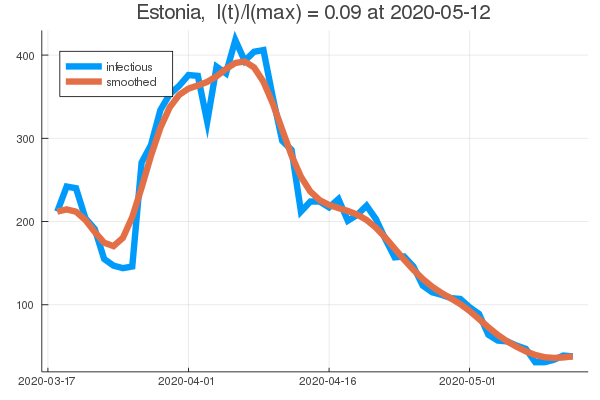 Estonia, I(t)/I(max) = 0.09 at 2020-05-12
infectious
smoothed
400
300
200
100
2020-03-17 2020-04-01 2020-04-16 2020-05-01